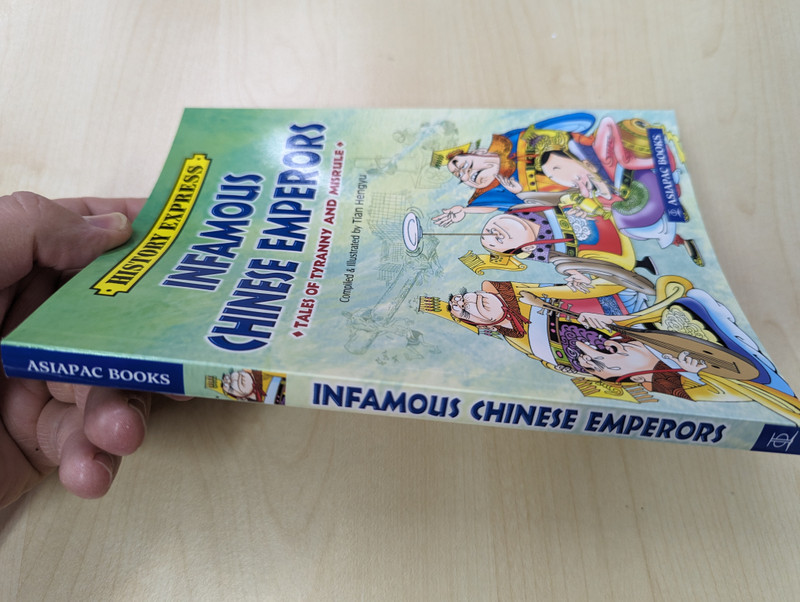 HISTORY EXPRESS
INFAMOUS
CHINESE EMPERORS
TALES OF TYRANNY AND MISRULE
Compiled & Illustrated by Tian Hengyu
ASIAPAC BOOKS
ASIAPAC BOOKS
INFAMOUS CHINESE EMPERORS